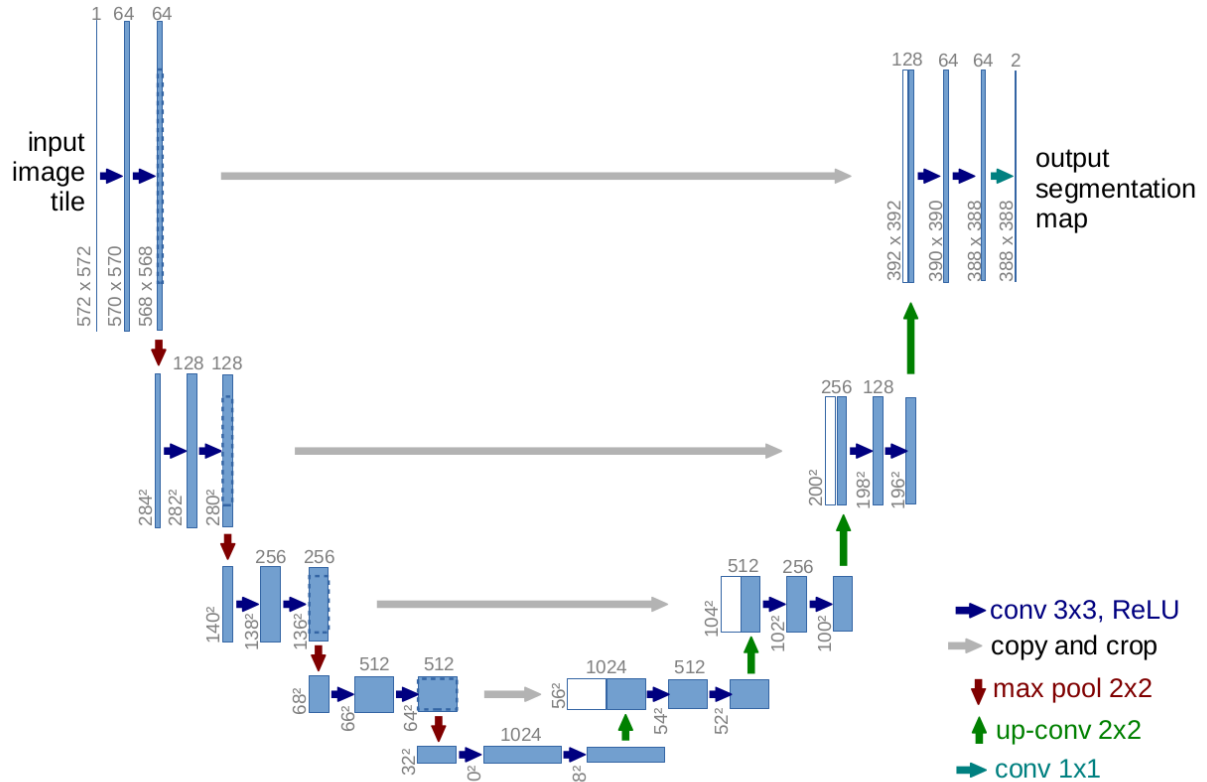 1 64 64
input
image
tile
572 x 572
570 x 570
568 x 568
128 64 64 2
output
segmentation
map
392 x 392
390 x 390
388 x 388
388 x 388
128 128
284²
282²
280²
256 128
200²
198²
196²
256 256
140²
138²
136²
512 256
104²
102²
100²
512 512
68²
66²
64²
1024 512
56²
54²
52²
1024
32²
0²
8²
conv 3x3, ReLU
copy and crop
max pool 2x2
up-conv 2x2
conv 1x1